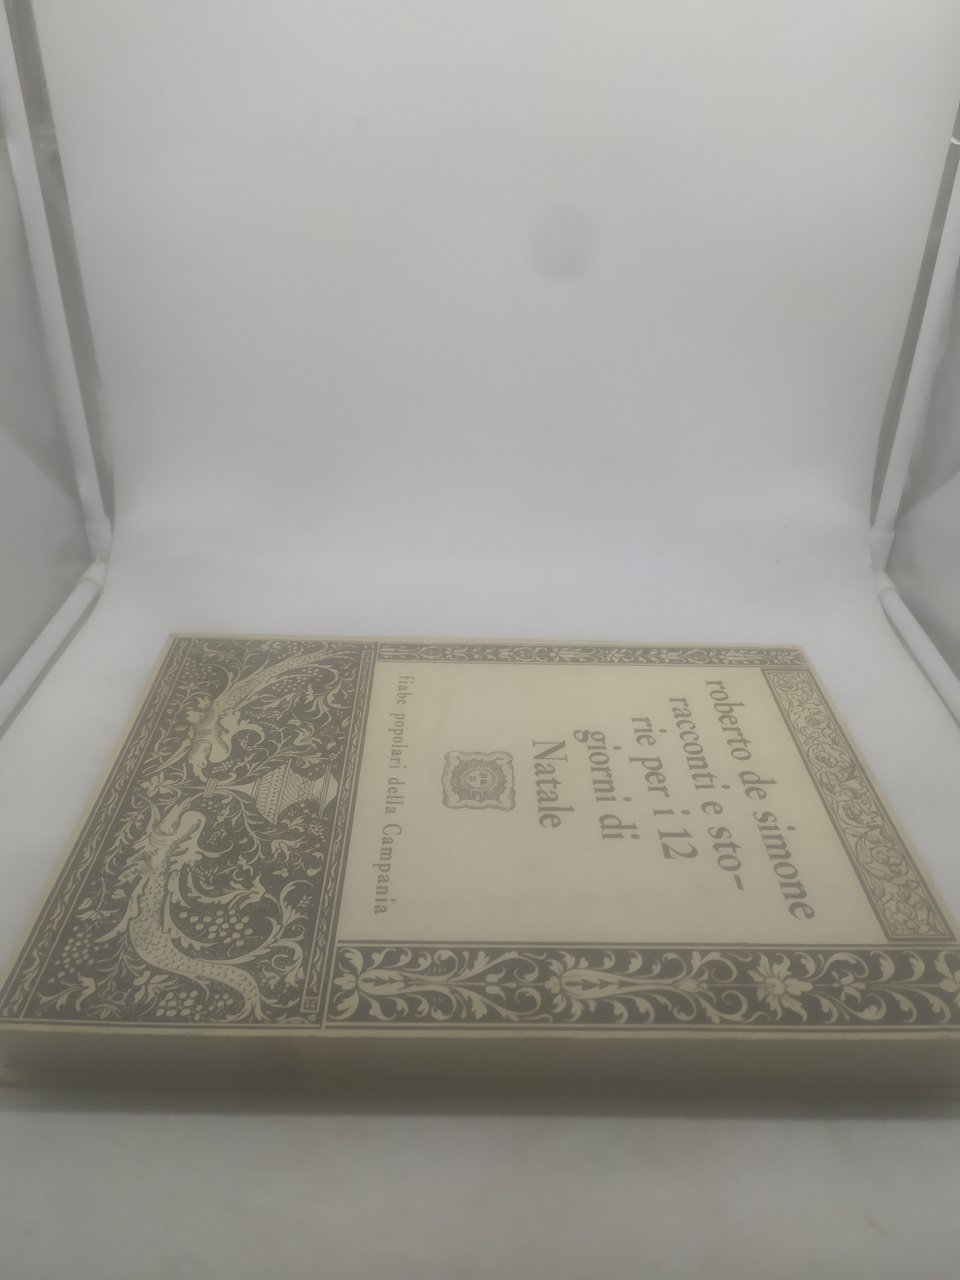 roberto de simone
racconti e sto-
rie per i 12
giorni di
Natale
fiabe popolari della Campania